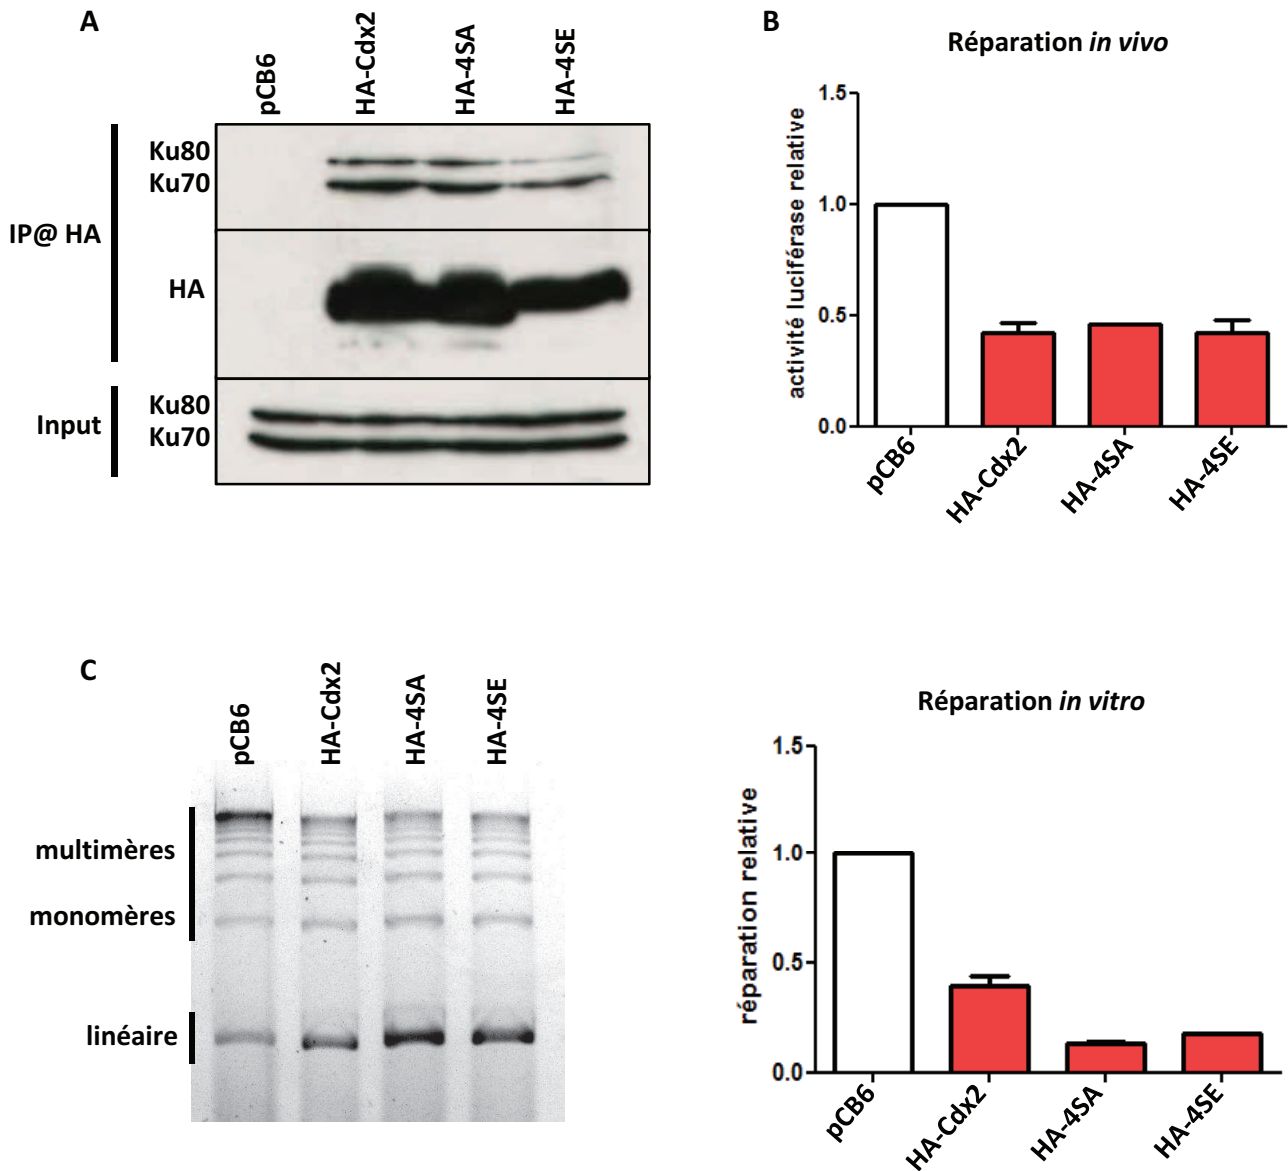 A
pCB6
HA-Cdx2
HA-4SA
HA-4SE
IP@ HA
Ku80
Ku70
HA
Input
Ku80
Ku70
B
Réparation in vivo
activité luciférase relative
1.5
1.0
0.5
0.0
pCB6
HA-Cdx2
HA-4SA
HA-4SE
C
pCB6
HA-Cdx2
HA-4SA
HA-4SE
multimères
monomères
linéaire
Réparation in vitro
réparation relative
1.5
1.0
0.5
0.0
pCB6
HA-Cdx2
HA-4SA
HA-4SE